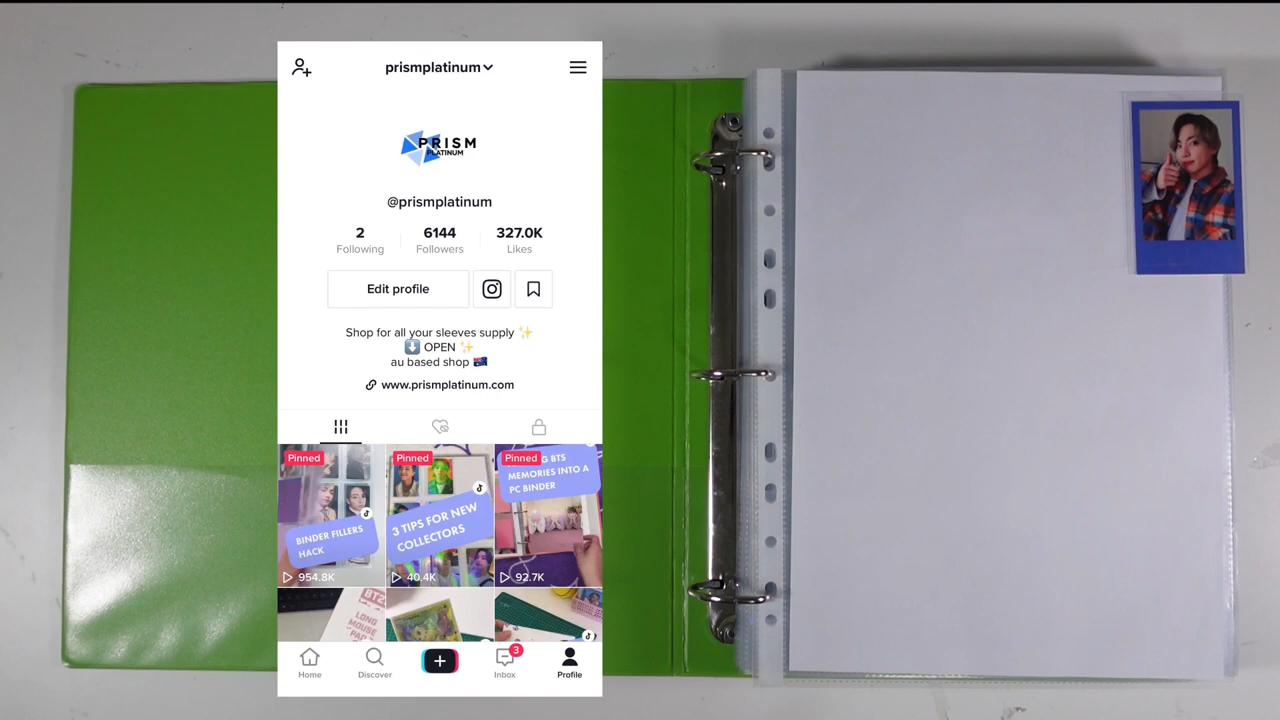 prismplatinum
PRISM
PLATINUM
@prismplatinum
2 6144 327.0K
Following Followers Likes
Edit profile
Shop for all your sleeves supply ✨
⬇️ OPEN ✨
au based shop 🇦🇺
www.prismplatinum.com
Pinned
BINDER FILLERS
HACK
954.8K
Pinned
3 TIPS FOR NEW
COLLECTORS
40.4K
Pinned
G BTS
MEMORIES INTO A
PC BINDER
92.7K
BT21
LONG
MOUSE
PAD
3
Home Discover Inbox Profile